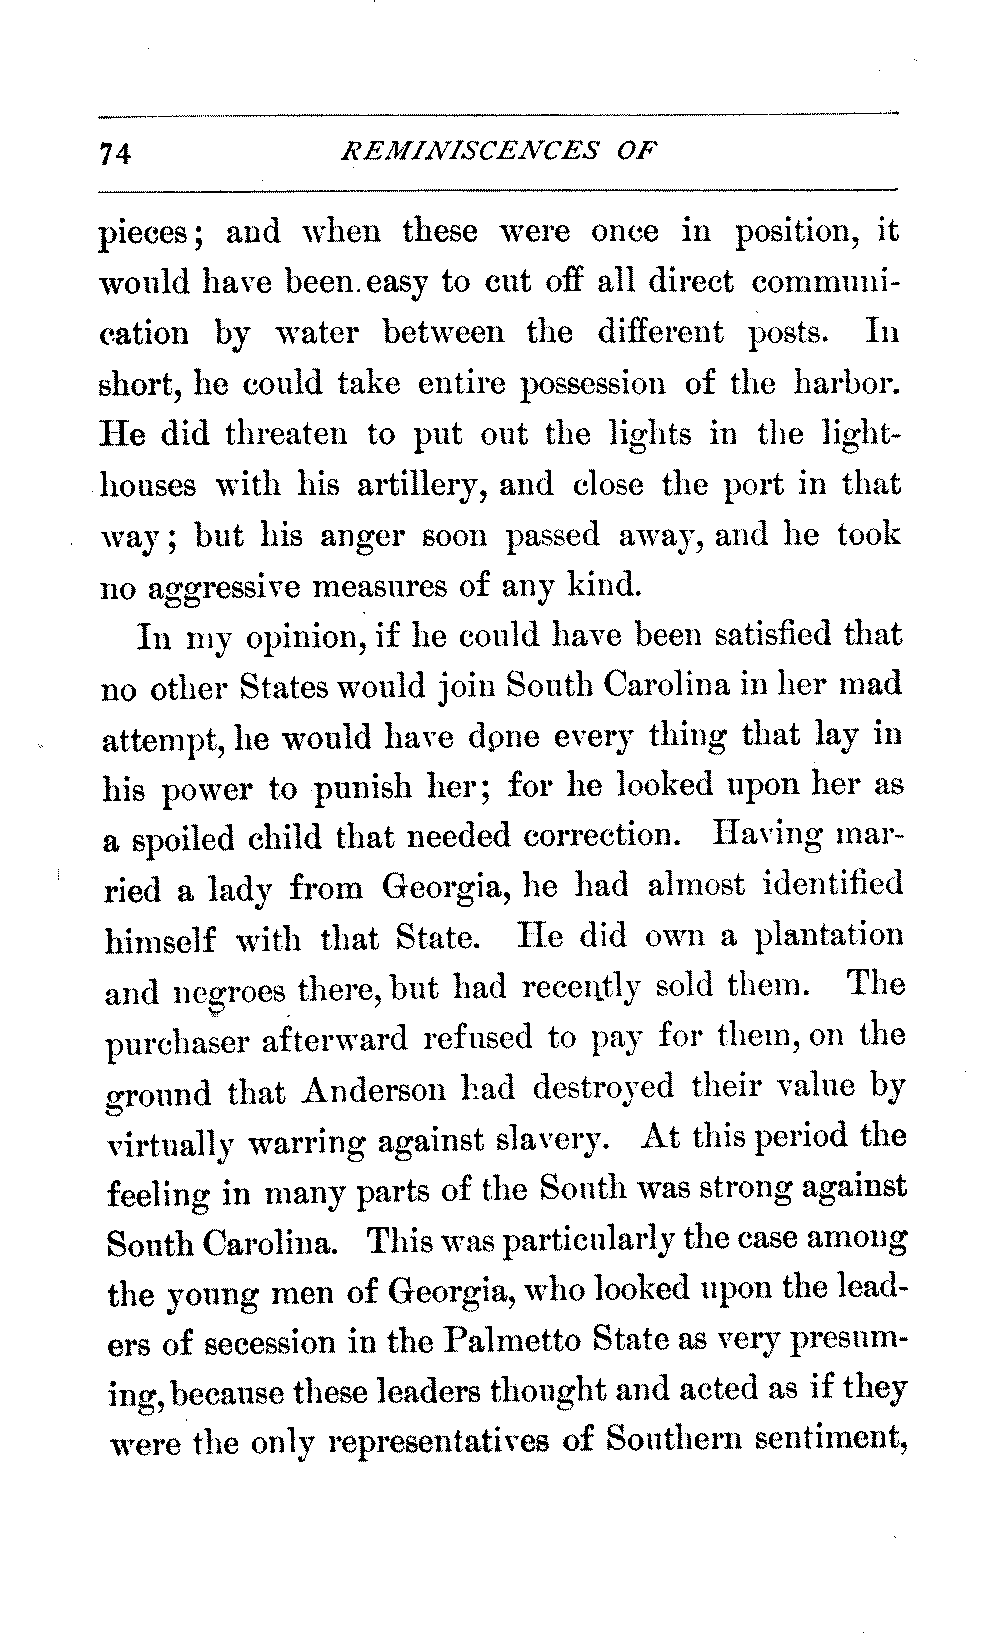 74 REMINISCENCES OF
pieces; and when these were once in position, it
would have been easy to cut off all direct communi-
cation by water between the different posts. In
short, he could take entire possession of the harbor.
He did threaten to put out the lights in the light-
houses with his artillery, and close the port in that
way; but his anger soon passed away, and he took
no aggressive measures of any kind.
In my opinion, if he could have been satisfied that
no other States would join South Carolina in her mad
attempt, he would have done every thing that lay in
his power to punish her; for he looked upon her as
a spoiled child that needed correction. Having mar-
ried a lady from Georgia, he had almost identified
himself with that State. He did own a plantation
and negroes there, but had recently sold them. The
purchaser afterward refused to pay for them, on the
ground that Anderson had destroyed their value by
virtually warring against slavery. At this period the
feeling in many parts of the South was strong against
South Carolina. This was particularly the case among
the young men of Georgia, who looked upon the lead-
ers of secession in the Palmetto State as very presum-
ing, because these leaders thought and acted as if they
were the only representatives of Southern sentiment,